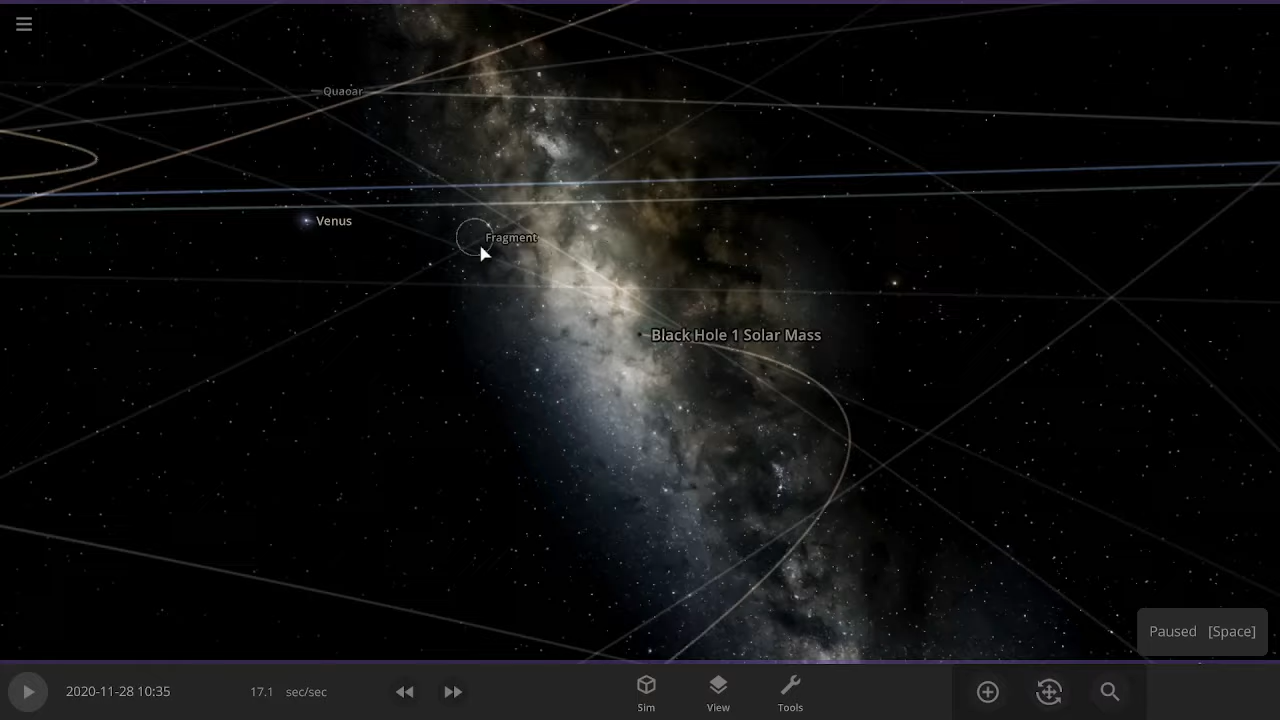 Quaoar
Venus
Fragment
Black Hole 1 Solar Mass
Paused [Space]
2020-11-28 10:35
17.1 sec/sec
Sim
View
Tools